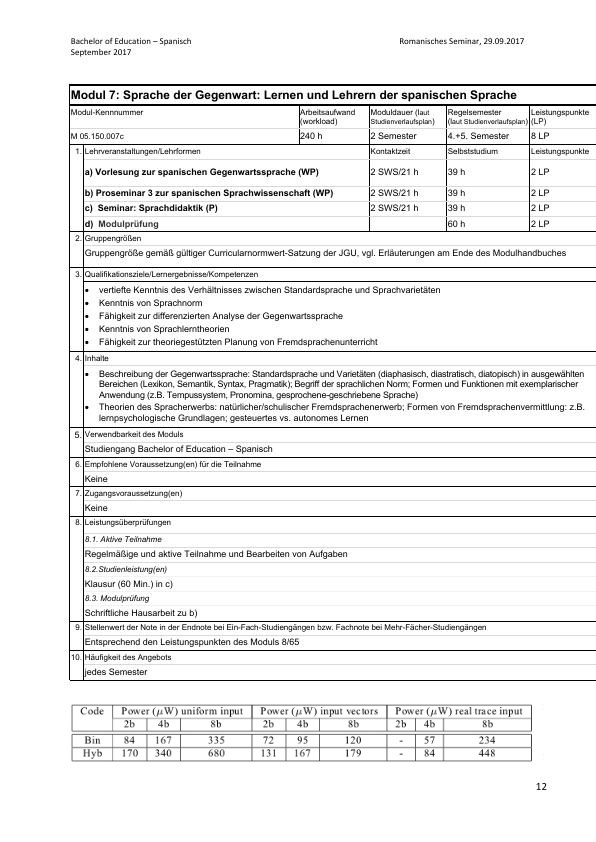 Bachelor of Education – Spanisch Romanisches Seminar, 29.09.2017
September 2017
Modul 7: Sprache der Gegenwart: Lernen und Lehrern der spanischen Sprache
Modul-Kennnummer Arbeitsaufwand (workload) Moduldauer (laut Studienverlaufsplan) Regelsemester (laut Studienverlaufsplan) Leistungspunkte (LP)
M 05.150.007c 240 h 2 Semester 4.+5. Semester 8 LP
1. Lehrveranstaltungen/Lehrformen Kontaktzeit Selbststudium Leistungspunkte
a) Vorlesung zur spanischen Gegenwartssprache (WP) 2 SWS/21 h 39 h 2 LP
b) Proseminar 3 zur spanischen Sprachwissenschaft (WP) 2 SWS/21 h 39 h 2 LP
c) Seminar: Sprachdidaktik (P) 2 SWS/21 h 39 h 2 LP
d) Modulprüfung 60 h 2 LP
2. Gruppengrößen
Gruppengröße gemäß gültiger Curricularnormwert-Satzung der JGU, vgl. Erläuterungen am Ende des Modulhandbuches
3. Qualifikationsziele/Lernergebnisse/Kompetenzen
• vertiefte Kenntnis des Verhältnisses zwischen Standardsprache und Sprachvarietäten
• Kenntnis von Sprachnorm
• Fähigkeit zur differenzierten Analyse der Gegenwartssprache
• Kenntnis von Sprachlerntheorien
• Fähigkeit zur theoriegestützten Planung von Fremdsprachenunterricht
4. Inhalte
• Beschreibung der Gegenwartssprache: Standardsprache und Varietäten (diaphasisch, diastratisch, diatopisch) in ausgewählten
Bereichen (Lexikon, Semantik, Syntax, Pragmatik); Begriff der sprachlichen Norm; Formen und Funktionen mit exemplarischer
Anwendung (z.B. Tempussystem, Pronomina, gesprochene-geschriebene Sprache)
• Theorien des Spracherwerbs: natürlicher/schulischer Fremdsprachenerwerb; Formen von Fremdsprachenvermittlung: z.B.
lernpsychologische Grundlagen; gesteuertes vs. autonomes Lernen
5. Verwendbarkeit des Moduls
Studiengang Bachelor of Education – Spanisch
6. Empfohlene Voraussetzung(en) für die Teilnahme
Keine
7. Zugangsvoraussetzung(en)
Keine
8. Leistungsüberprüfungen
8.1. Aktive Teilnahme
Regelmäßige und aktive Teilnahme und Bearbeiten von Aufgaben
8.2.Studienleistung(en)
Klausur (60 Min.) in c)
8.3. Modulprüfung
Schriftliche Hausarbeit zu b)
9. Stellenwert der Note in der Endnote bei Ein-Fach-Studiengängen bzw. Fachnote bei Mehr-Fächer-Studiengängen
Entsprechend den Leistungspunkten des Moduls 8/65
10. Häufigkeit des Angebots
jedes Semester
Code Power (μW) uniform input Power (μW) input vectors Power (μW) real trace input
2b 4b 8b 2b 4b 8b 2b 4b 8b
Bin 84 167 335 72 95 120 - 57 234
Hyb 170 340 680 131 167 179 - 84 448
12